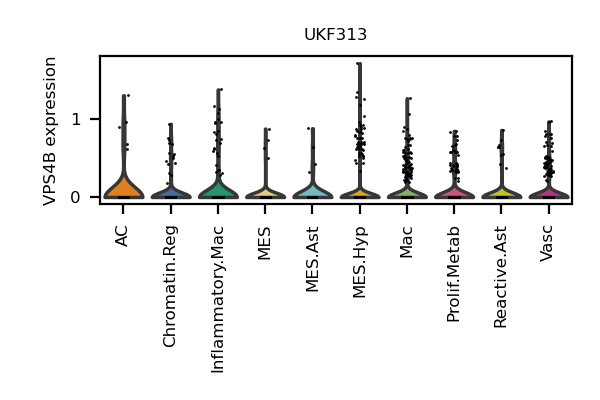 UKF313
VPS4B expression
1
0
AC
Chromatin.Reg
Inflammatory.Mac
MES
MES.Ast
MES.Hyp
Mac
Prolif.Metab
Reactive.Ast
Vasc